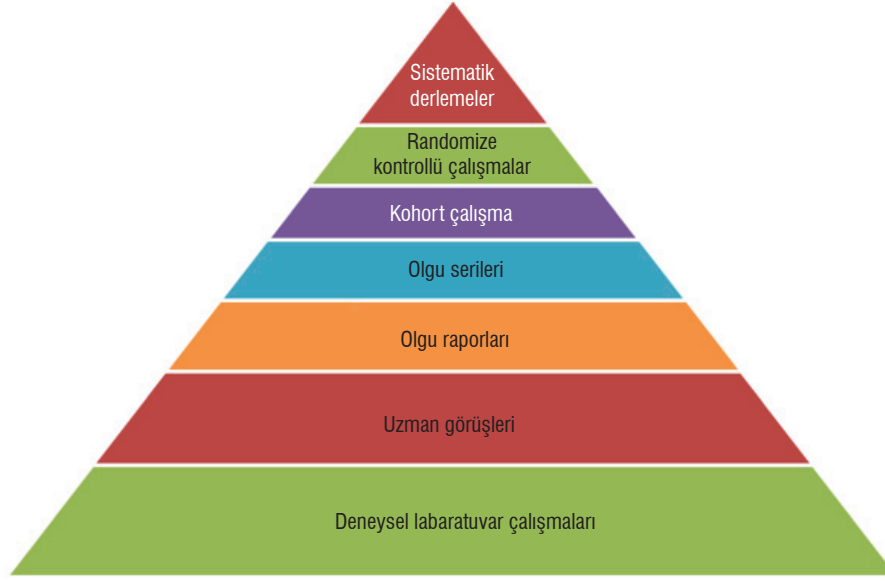 Sistematik
derlemeler
Randomize
kontrollü çalışmalar
Kohort çalışma
Olgu serileri
Olgu raporları
Uzman görüşleri
Deneysel labaratuvar çalışmaları